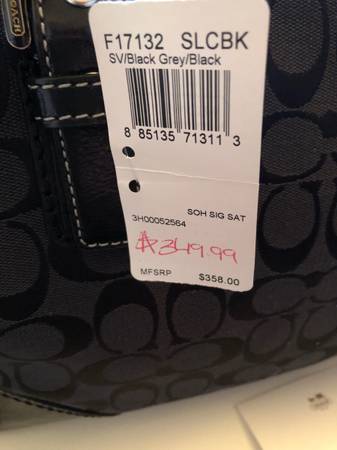 COACH
F17132 SLCBK
SV/Black Grey/Black
8 85135 71311 3
SOH SIG SAT
3H00052564
349.99
MFSRP $358.00